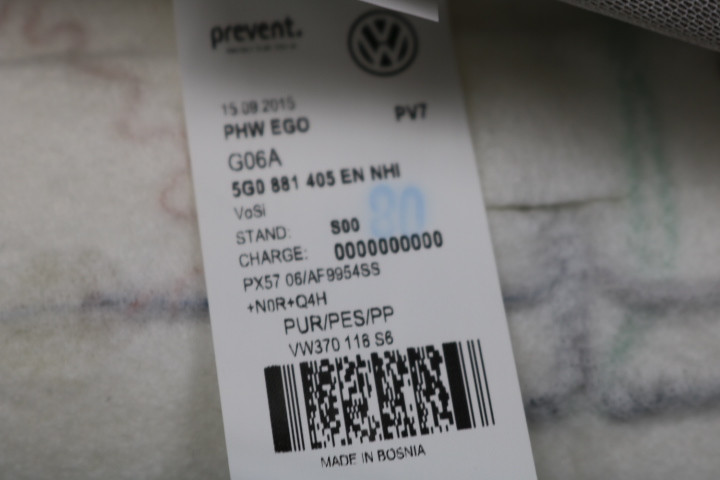 prevent.
15.09.2015
PHW EGO PV7
G06A
5G0 881 405 EN NHI
VoSi
80
STAND: S00
CHARGE: 0000000000
PX57 06/AF9954SS
+N0R+Q4H
PUR/PES/PP
VW370 118 S6
MADE IN BOSNIA